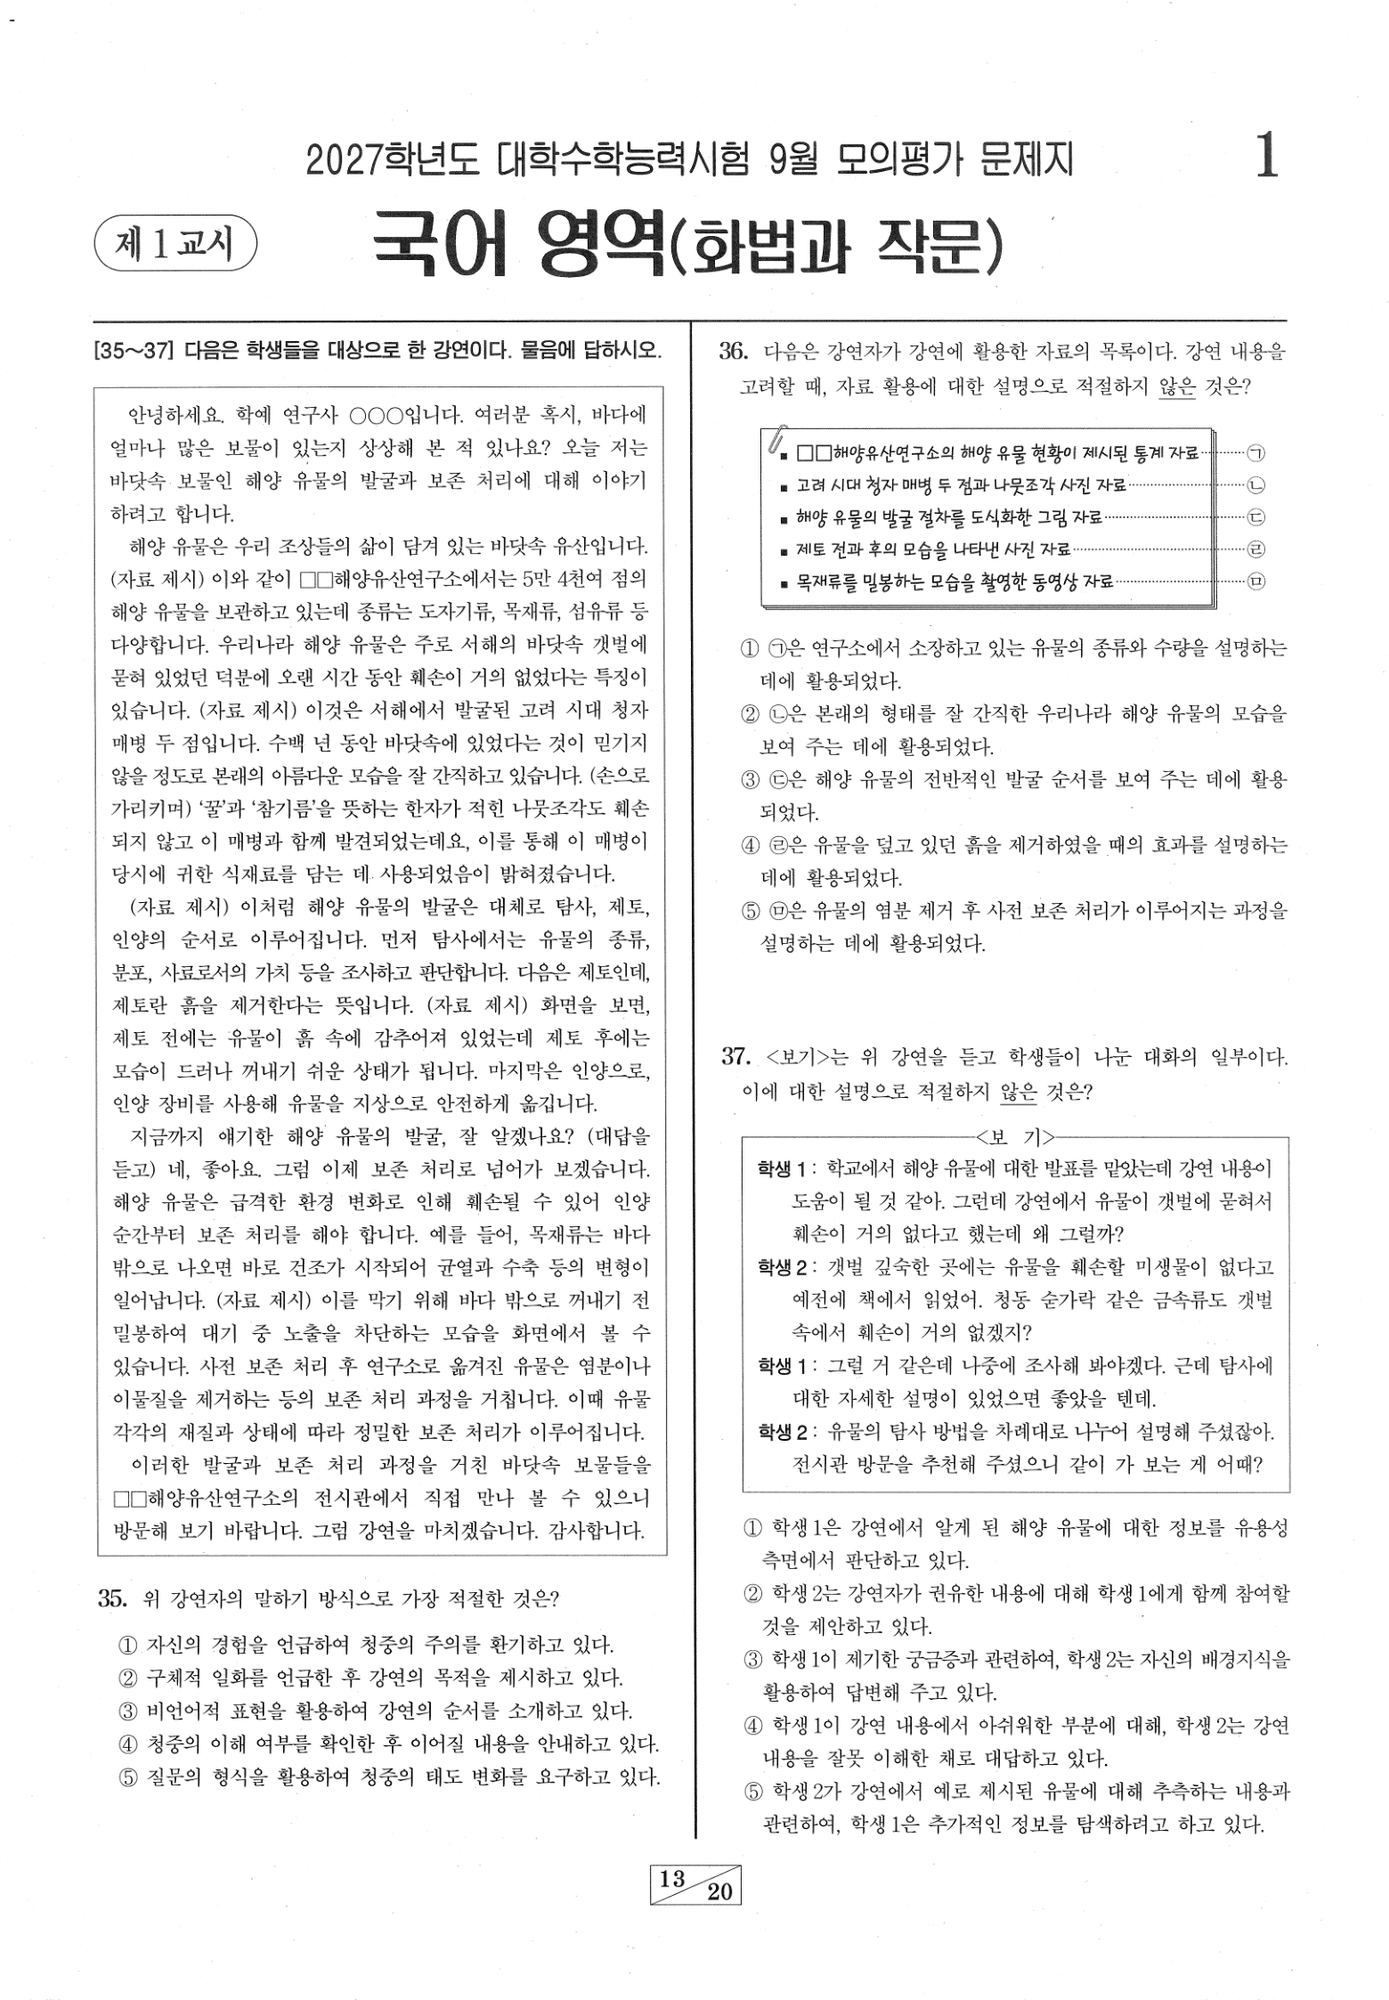 2027학년도 대학수학능력시험 9월 모의평가 문제지
1
제 1 교시
국어 영역(화법과 작문)
[35～37] 다음은 학생들을 대상으로 한 강연이다. 물음에 답하시오.
안녕하세요. 학예 연구사 ○○○입니다. 여러분 혹시, 바다에
얼마나 많은 보물이 있는지 상상해 본 적 있나요? 오늘 저는
바닷속 보물인 해양 유물의 발굴과 보존 처리에 대해 이야기
하려고 합니다.
해양 유물은 우리 조상들의 삶이 담겨 있는 바닷속 유산입니다.
(자료 제시) 이와 같이 □□해양유산연구소에서는 5만 4천여 점의
해양 유물을 보관하고 있는데 종류는 도자기류, 목재류, 섬유류 등
다양합니다. 우리나라 해양 유물은 주로 서해의 바닷속 갯벌에
묻혀 있었던 덕분에 오랜 시간 동안 훼손이 거의 없었다는 특징이
있습니다. (자료 제시) 이것은 서해에서 발굴된 고려 시대 청자
매병 두 점입니다. 수백 년 동안 바닷속에 있었다는 것이 믿기지
않을 정도로 본래의 아름다운 모습을 잘 간직하고 있습니다. (손으로
가리키며) ‘꿀’과 ‘참기름’을 뜻하는 한자가 적힌 나뭇조각도 훼손
되지 않고 이 매병과 함께 발견되었는데요, 이를 통해 이 매병이
당시에 귀한 식재료를 담는 데 사용되었음이 밝혀졌습니다.
(자료 제시) 이처럼 해양 유물의 발굴은 대체로 탐사, 제토,
인양의 순서로 이루어집니다. 먼저 탐사에서는 유물의 종류,
분포, 사료로서의 가치 등을 조사하고 판단합니다. 다음은 제토인데,
제토란 흙을 제거한다는 뜻입니다. (자료 제시) 화면을 보면,
제토 전에는 유물이 흙 속에 감추어져 있었는데 제토 후에는
모습이 드러나 꺼내기 쉬운 상태가 됩니다. 마지막은 인양으로,
인양 장비를 사용해 유물을 지상으로 안전하게 옮깁니다.
지금까지 얘기한 해양 유물의 발굴, 잘 알겠나요? (대답을
듣고) 네, 좋아요. 그럼 이제 보존 처리로 넘어가 보겠습니다.
해양 유물은 급격한 환경 변화로 인해 훼손될 수 있어 인양
순간부터 보존 처리를 해야 합니다. 예를 들어, 목재류는 바다
밖으로 나오면 바로 건조가 시작되어 균열과 수축 등의 변형이
일어납니다. (자료 제시) 이를 막기 위해 바다 밖으로 꺼내기 전
밀봉하여 대기 중 노출을 차단하는 모습을 화면에서 볼 수
있습니다. 사전 보존 처리 후 연구소로 옮겨진 유물은 염분이나
이물질을 제거하는 등의 보존 처리 과정을 거칩니다. 이때 유물
각각의 재질과 상태에 따라 정밀한 보존 처리가 이루어집니다.
이러한 발굴과 보존 처리 과정을 거친 바닷속 보물들을
□□해양유산연구소의 전시관에서 직접 만나 볼 수 있으니
방문해 보기 바랍니다. 그럼 강연을 마치겠습니다. 감사합니다.
35. 위 강연자의 말하기 방식으로 가장 적절한 것은?
① 자신의 경험을 언급하여 청중의 주의를 환기하고 있다.
② 구체적 일화를 언급한 후 강연의 목적을 제시하고 있다.
③ 비언어적 표현을 활용하여 강연의 순서를 소개하고 있다.
④ 청중의 이해 여부를 확인한 후 이어질 내용을 안내하고 있다.
⑤ 질문의 형식을 활용하여 청중의 태도 변화를 요구하고 있다.
36. 다음은 강연자가 강연에 활용한 자료의 목록이다. 강연 내용을
고려할 때, 자료 활용에 대한 설명으로 적절하지 않은 것은?
▪ □□해양유산연구소의 해양 유물 현황이 제시된 통계 자료 ········ ㉠
▪ 고려 시대 청자 매병 두 점과 나뭇조각 사진 자료 ········ ㉡
▪ 해양 유물의 발굴 절차를 도식화한 그림 자료 ········ ㉢
▪ 제토 전과 후의 모습을 나타낸 사진 자료 ········ ㉣
▪ 목재류를 밀봉하는 모습을 촬영한 동영상 자료 ········ ㉤
① ㉠은 연구소에서 소장하고 있는 유물의 종류와 수량을 설명하는
데에 활용되었다.
② ㉡은 본래의 형태를 잘 간직한 우리나라 해양 유물의 모습을
보여 주는 데에 활용되었다.
③ ㉢은 해양 유물의 전반적인 발굴 순서를 보여 주는 데에 활용
되었다.
④ ㉣은 유물을 덮고 있던 흙을 제거하였을 때의 효과를 설명하는
데에 활용되었다.
⑤ ㉤은 유물의 염분 제거 후 사전 보존 처리가 이루어지는 과정을
설명하는 데에 활용되었다.
37. <보기>는 위 강연을 듣고 학생들이 나눈 대화의 일부이다.
이에 대한 설명으로 적절하지 않은 것은?
<보 기>
학생 1 : 학교에서 해양 유물에 대한 발표를 맡았는데 강연 내용이
도움이 될 것 같아. 그런데 강연에서 유물이 갯벌에 묻혀서
훼손이 거의 없다고 했는데 왜 그럴까?
학생 2 : 갯벌 깊숙한 곳에는 유물을 훼손할 미생물이 없다고
예전에 책에서 읽었어. 청동 숟가락 같은 금속류도 갯벌
속에서 훼손이 거의 없겠지?
학생 1 : 그럴 거 같은데 나중에 조사해 봐야겠다. 근데 탐사에
대한 자세한 설명이 있었으면 좋았을 텐데.
학생 2 : 유물의 탐사 방법을 차례대로 나누어 설명해 주셨잖아.
전시관 방문을 추천해 주셨으니 같이 가 보는 게 어때?
① 학생 1은 강연에서 알게 된 해양 유물에 대한 정보를 유용성
측면에서 판단하고 있다.
② 학생 2는 강연자가 권유한 내용에 대해 학생 1에게 함께 참여할
것을 제안하고 있다.
③ 학생 1이 제기한 궁금증과 관련하여, 학생 2는 자신의 배경지식을
활용하여 답변해 주고 있다.
④ 학생 1이 강연 내용에서 아쉬워한 부분에 대해, 학생 2는 강연
내용을 잘못 이해한 채로 대답하고 있다.
⑤ 학생 2가 강연에서 예로 제시된 유물에 대해 추측하는 내용과
관련하여, 학생 1은 추가적인 정보를 탐색하려고 하고 있다.
13
20